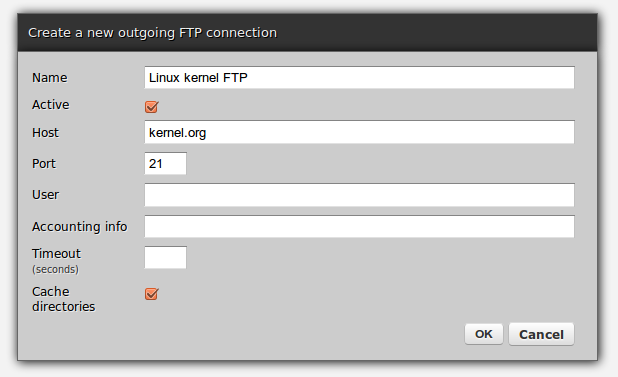 Create a new outgoing FTP connection
Name Linux kernel FTP
Active
Host kernel.org
Port 21
User
Accounting info
Timeout
(seconds)
Cache
directories
OK Cancel